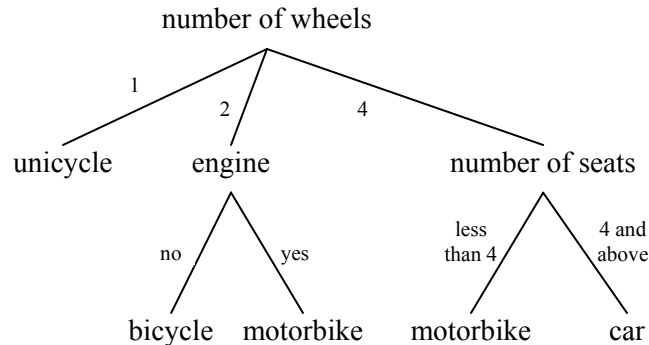 number of wheels
1
2
4
unicycle
engine
number of seats
no
yes
less
than 4
4 and
above
bicycle
motorbike
motorbike
car